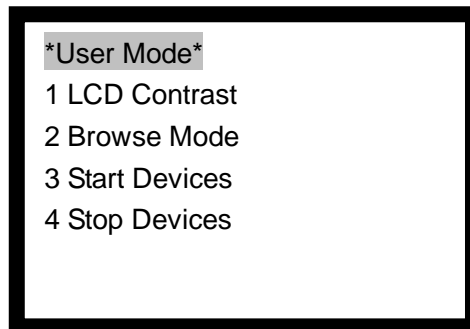 *User Mode*
1 LCD Contrast
2 Browse Mode
3 Start Devices
4 Stop Devices